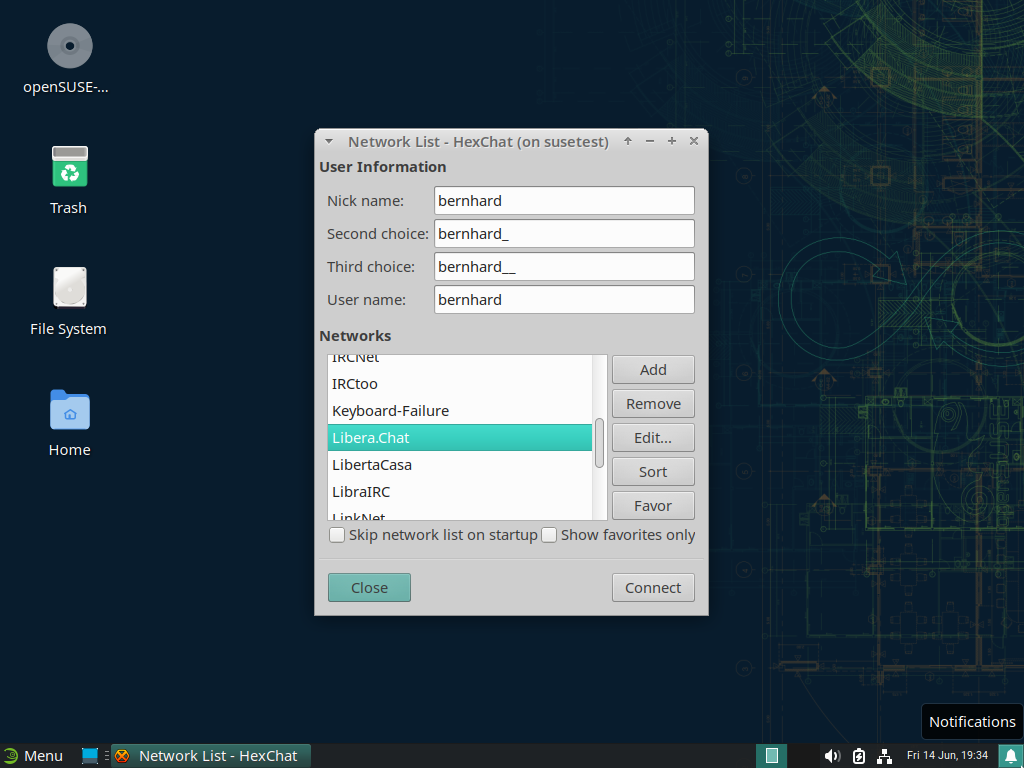 openSUSE-...
Trash
File System
Home
Network List - HexChat (on susetest)
User Information
Nick name: bernhard
Second choice: bernhard_
Third choice: bernhard__
User name: bernhard
Networks
IRCNet
IRCtoo
Keyboard-Failure
Libera.Chat
LibertaCasa
LibraIRC
LinkNet
Add
Remove
Edit...
Sort
Favor
Skip network list on startup Show favorites only
Close Connect
Notifications
Menu Network List - HexChat Fri 14 Jun, 19:34